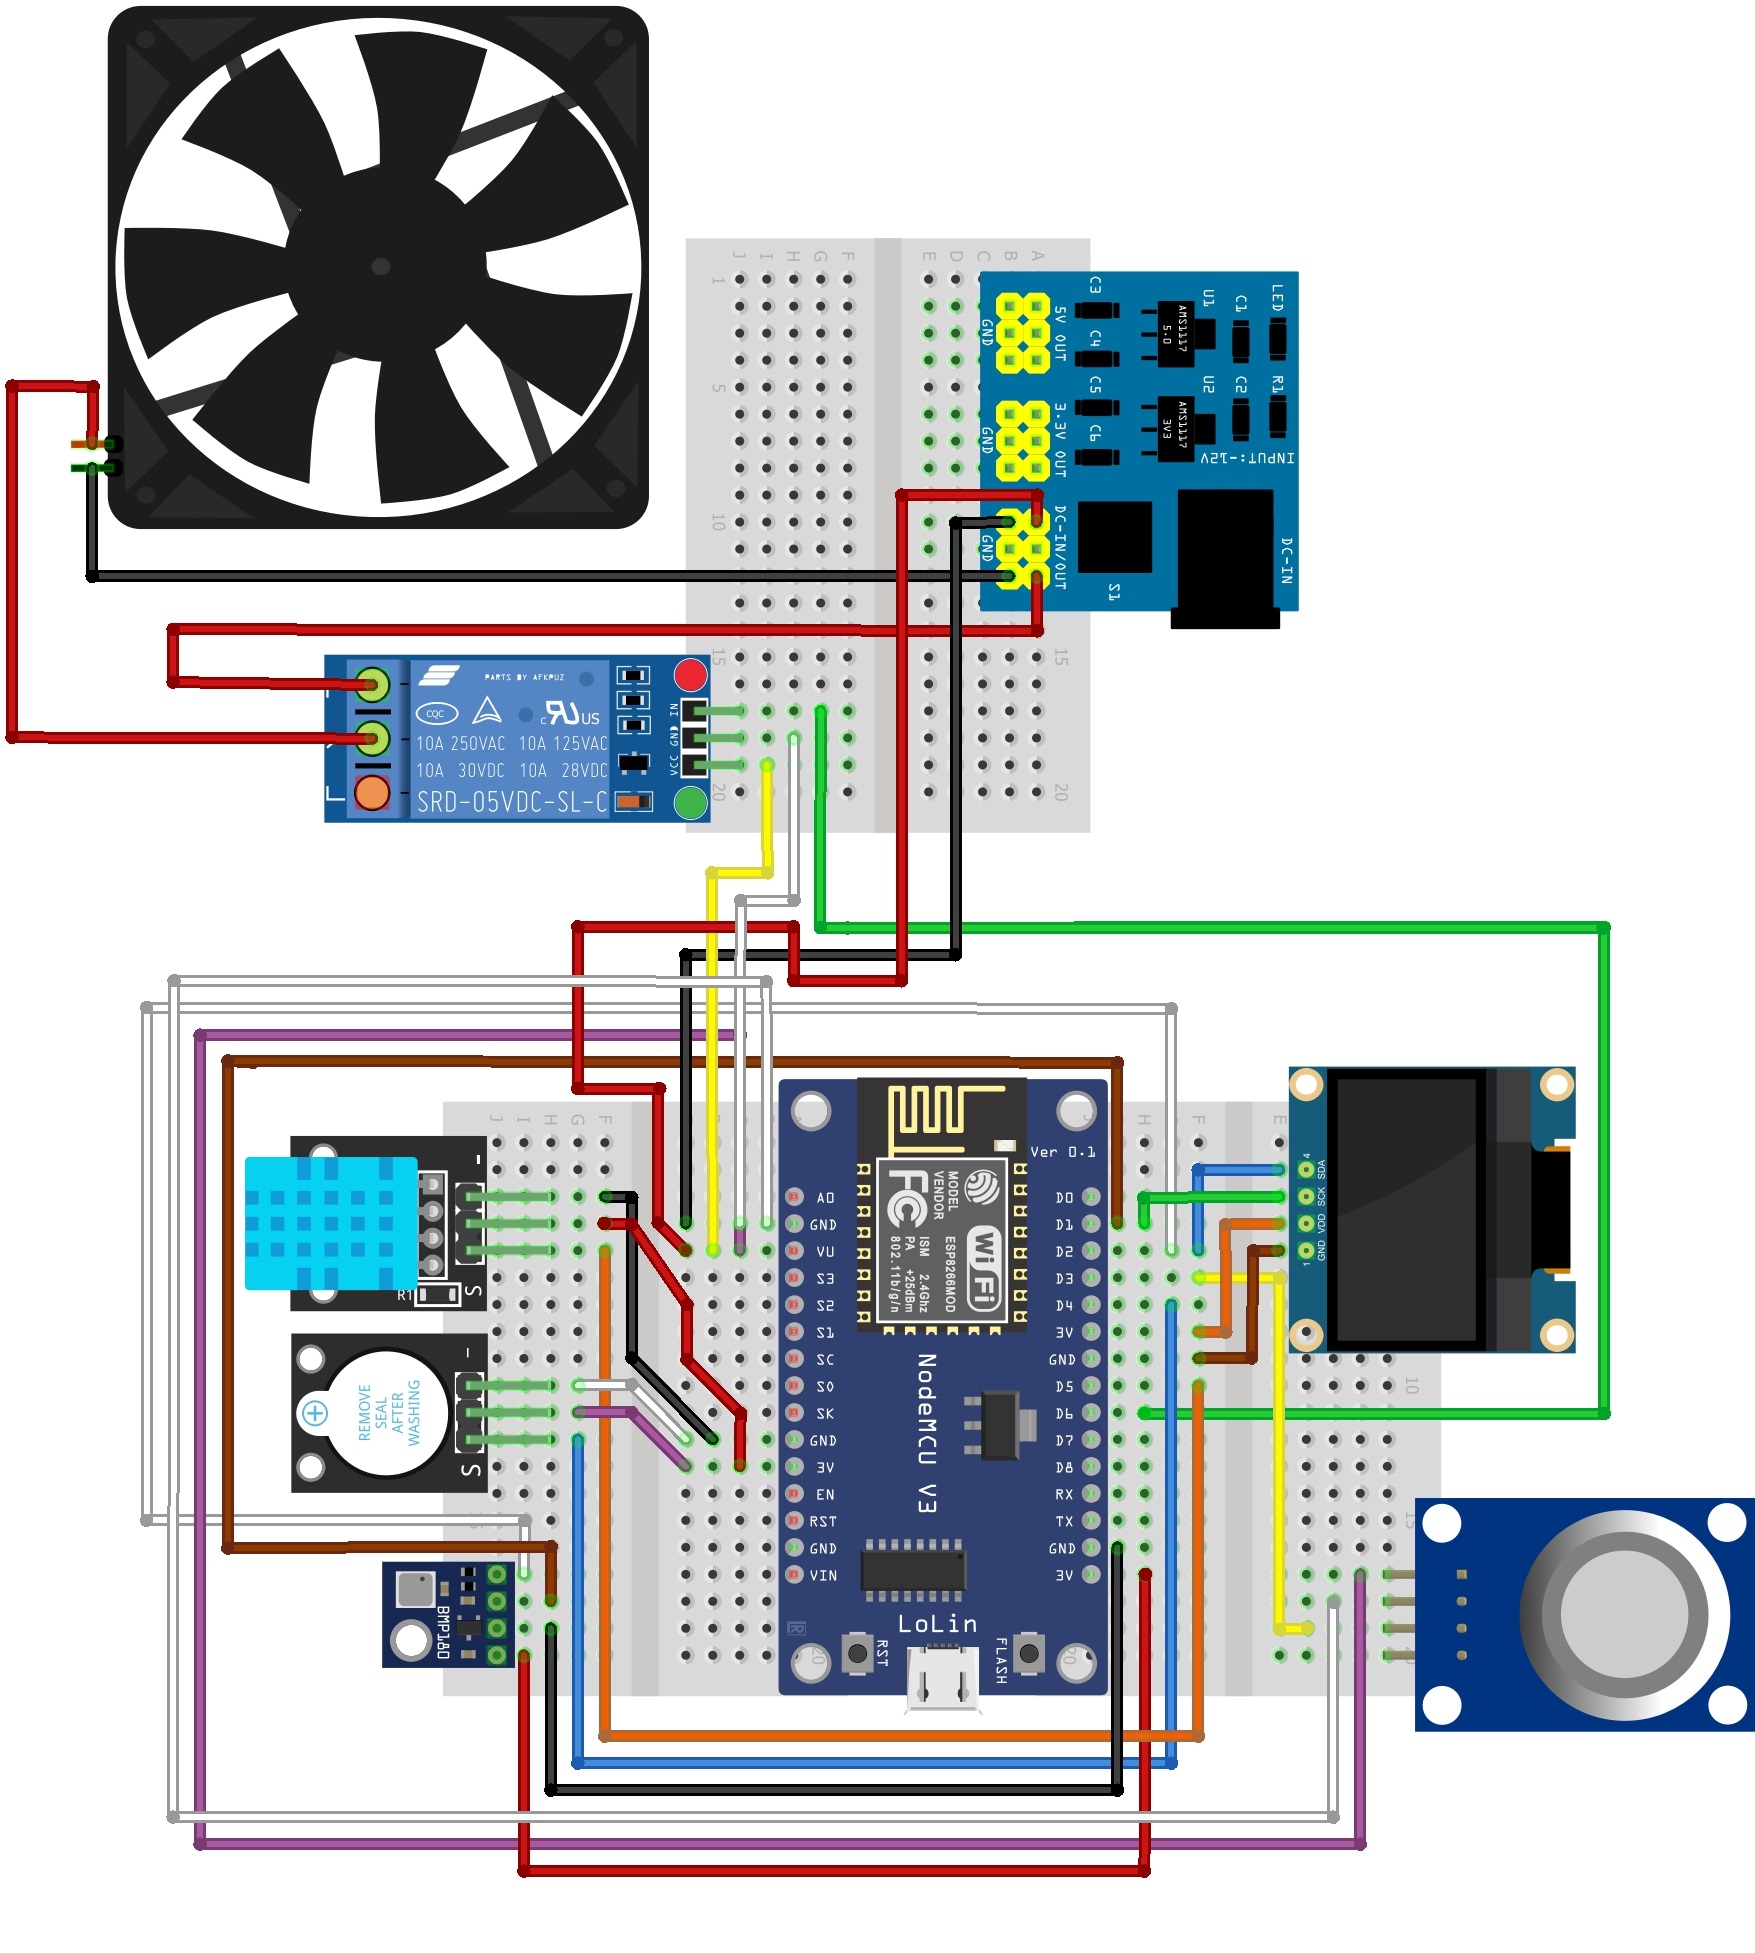 J I H G F E D C B A
1
5
10
15 15
20 20
C3 U1 C1 LED
5V OUT
GND
AMS1117
5.0
C4
C5 U2 C2 R1
3.3V OUT
GND
AMS1117
3V3
C6
INPUT:-12V
DC-IN/OUT
GND
S1
DC-IN
PARTS BY AFKPUZ
CQC
c RU US
10A 250VAC 10A 125VAC
10A 30VDC 10A 28VDC
SRD-05VDC-SL-C
IN
GND
VCC
J I H G F
J H F E
Ver 0.1
A0 D0
GND D1
VU D2
S3 D3
S2 D4
S1 3V
SC GND
S0 D5
SK D6
GND D7
3V D8
EN RX
RST TX
GND GND
VIN 3V
MODEL
VENDOR
ESP8266MOD
FC
WiFi
ISM 2.4GHz
PA +25dBm
802.11b/g/n
NodeMCU V3
LoLin
RST
FLASH
20 20
-
R1
S
-
REMOVE
SEAL
AFTER
WASHING
S
BMP180
4
SDA
SCK
VDD
GND
1
10
15